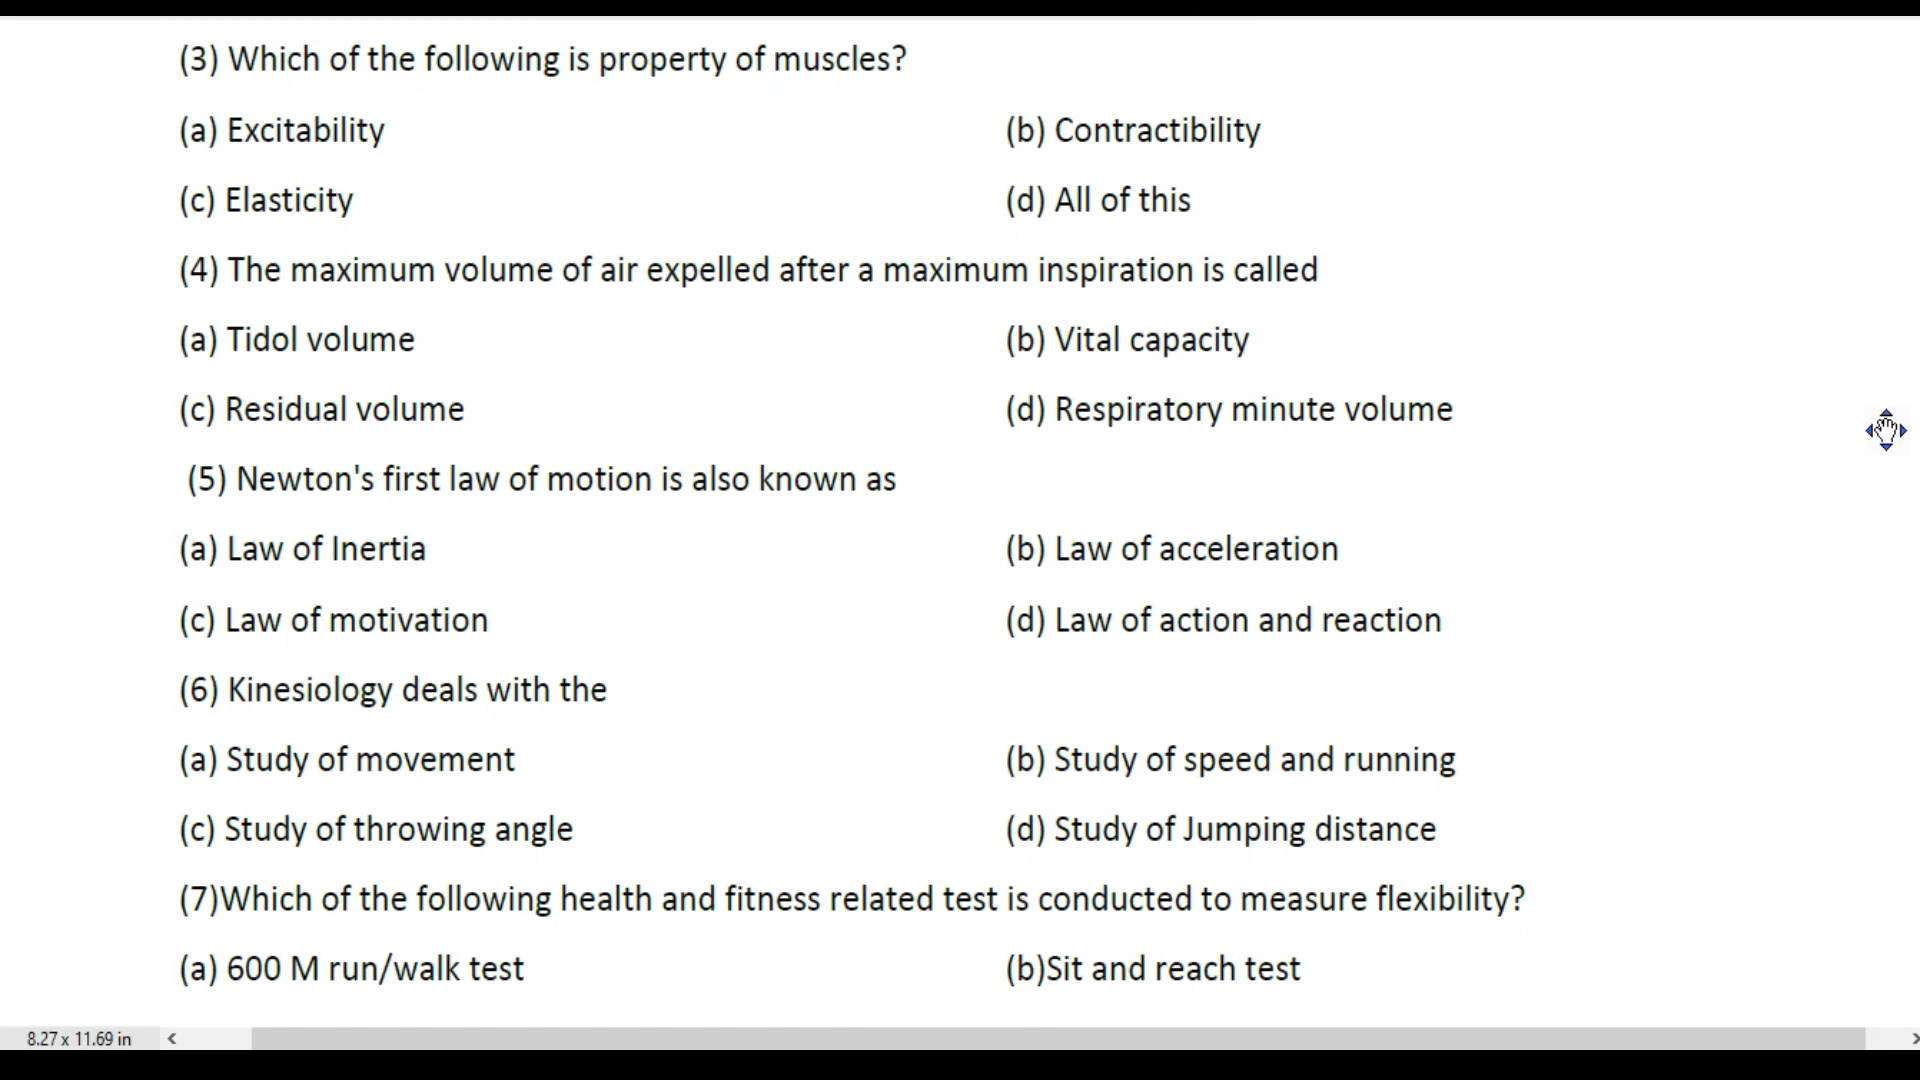 (3) Which of the following is property of muscles?
(a) Excitability (b) Contractibility
(c) Elasticity (d) All of this
(4) The maximum volume of air expelled after a maximum inspiration is called
(a) Tidol volume (b) Vital capacity
(c) Residual volume (d) Respiratory minute volume
(5) Newton's first law of motion is also known as
(a) Law of Inertia (b) Law of acceleration
(c) Law of motivation (d) Law of action and reaction
(6) Kinesiology deals with the
(a) Study of movement (b) Study of speed and running
(c) Study of throwing angle (d) Study of Jumping distance
(7)Which of the following health and fitness related test is conducted to measure flexibility?
(a) 600 M run/walk test (b)Sit and reach test
8.27 x 11.69 in